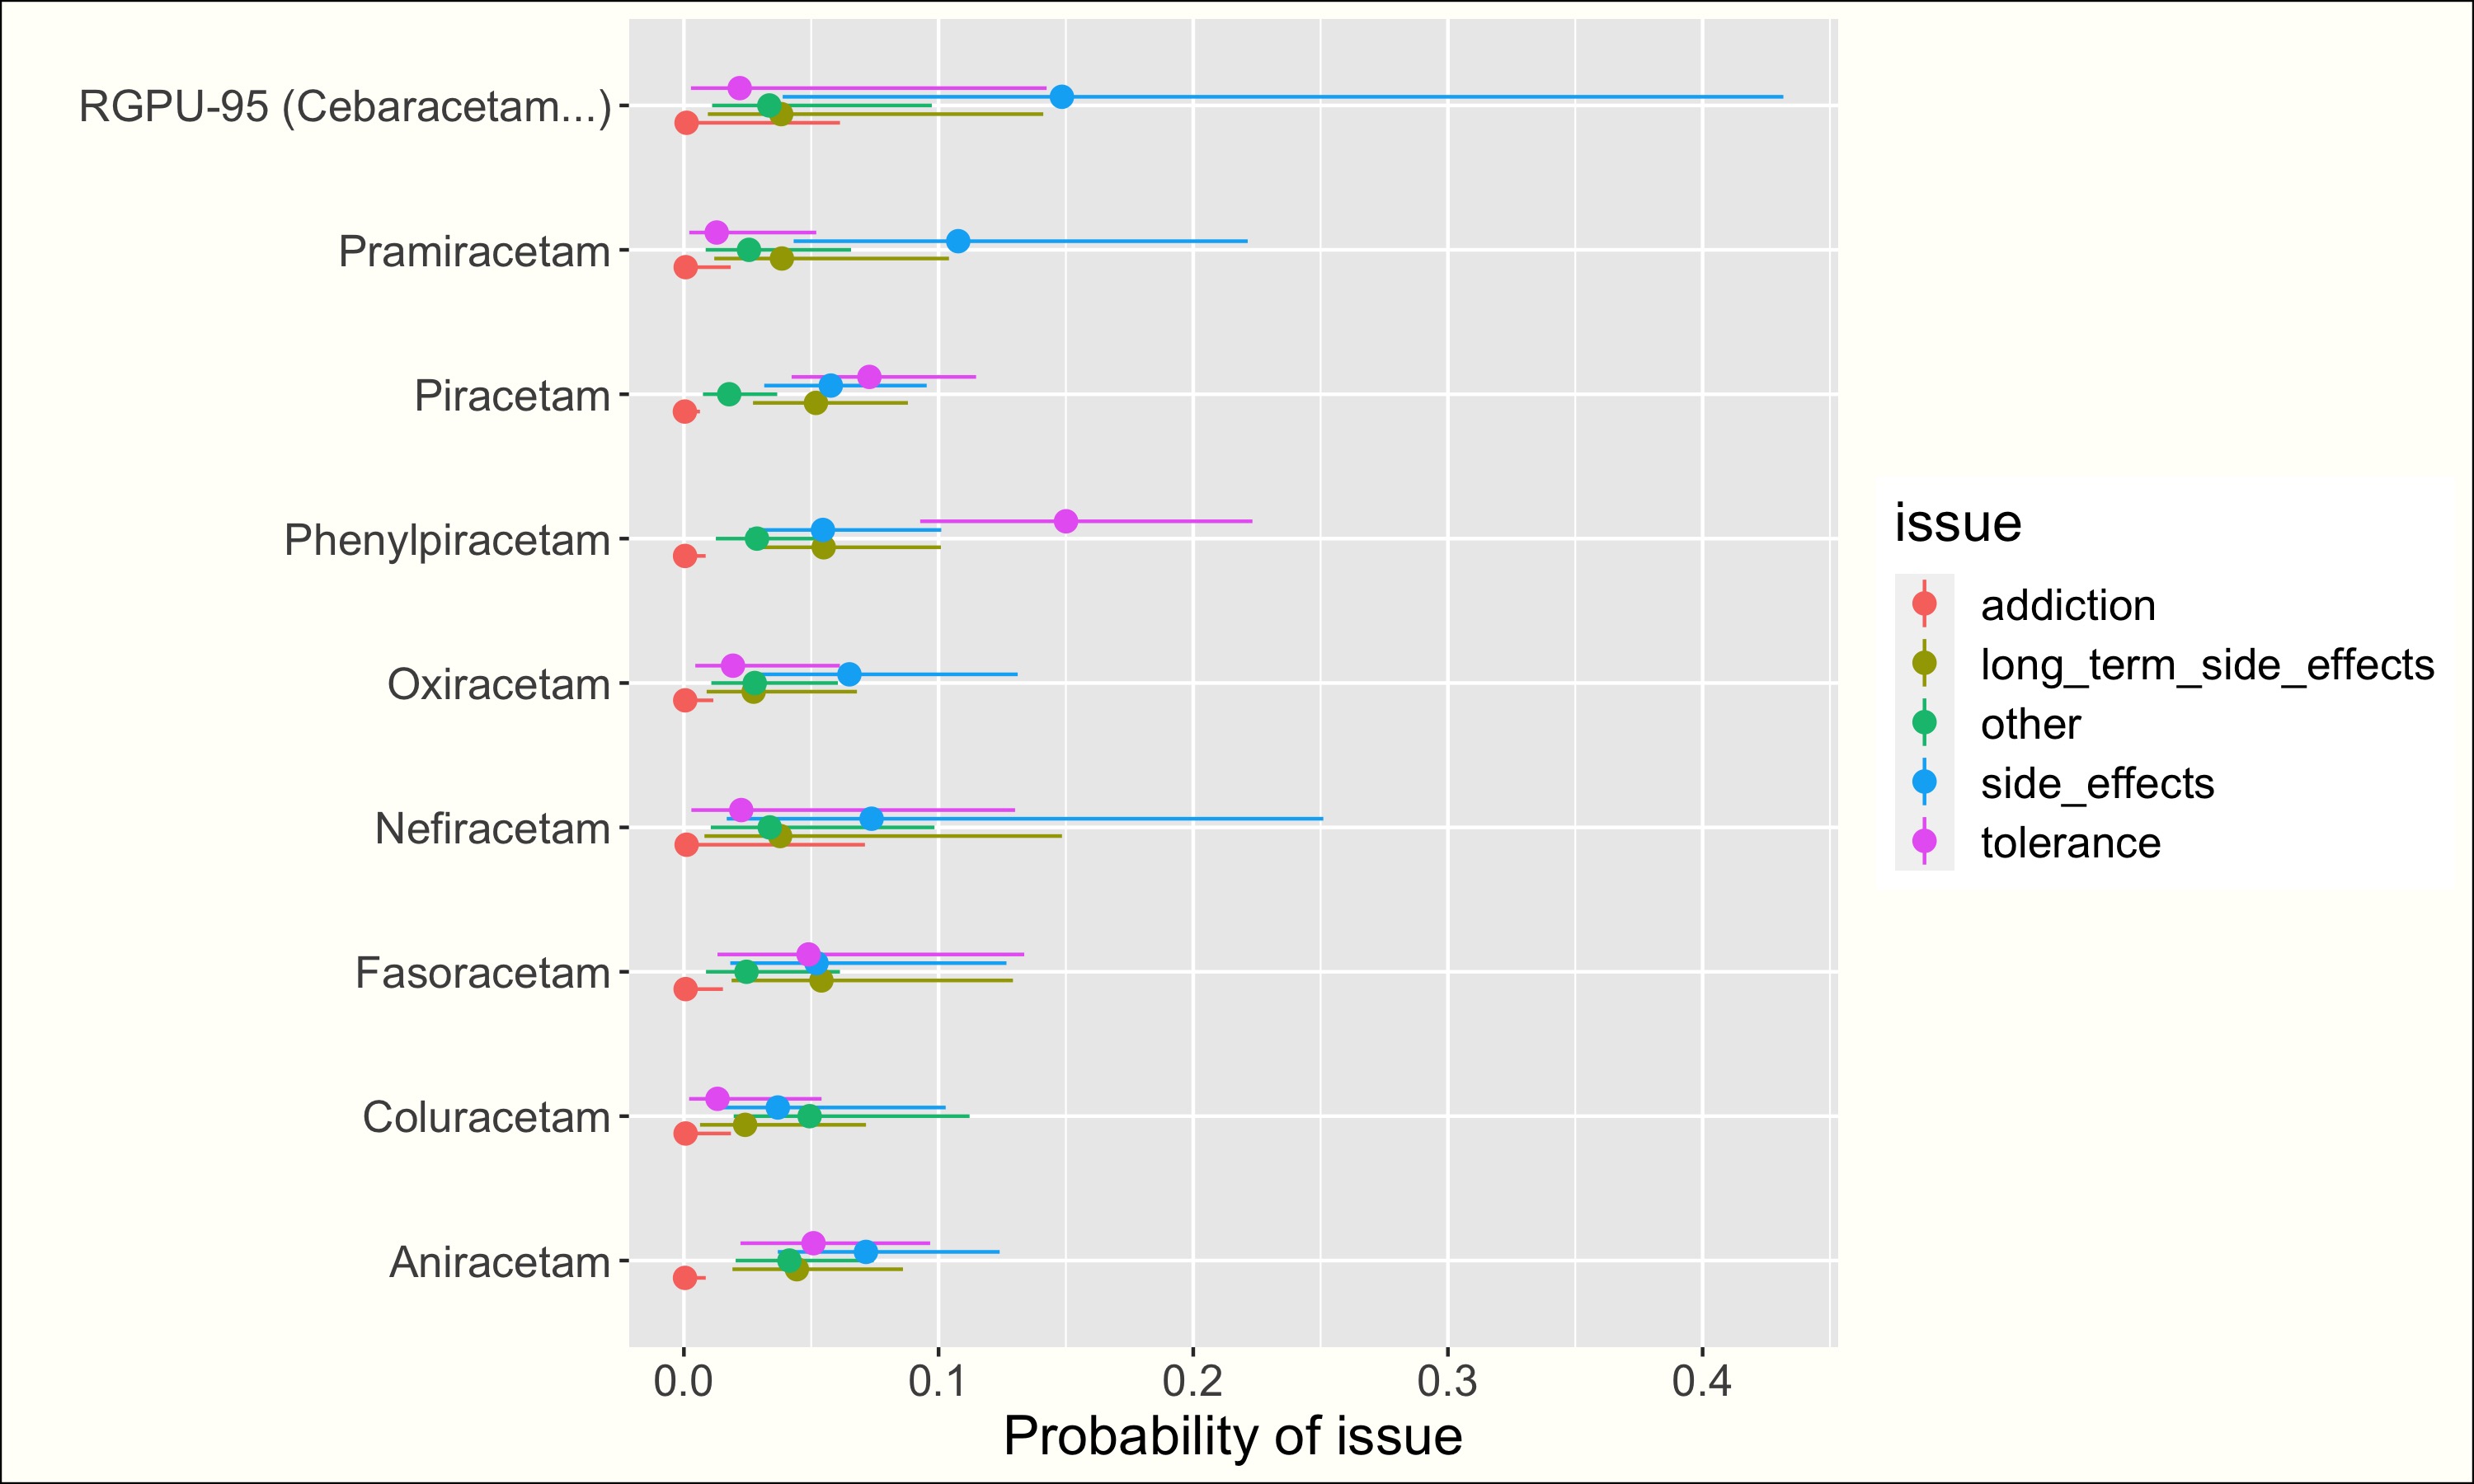 RGPU-95 (Cebaracetam...)
Pramiracetam
Piracetam
Phenylpiracetam
Oxiracetam
Nefiracetam
Fasoracetam
Coluracetam
Aniracetam
0.0 0.1 0.2 0.3 0.4
Probability of issue
issue
addiction
long_term_side_effects
other
side_effects
tolerance